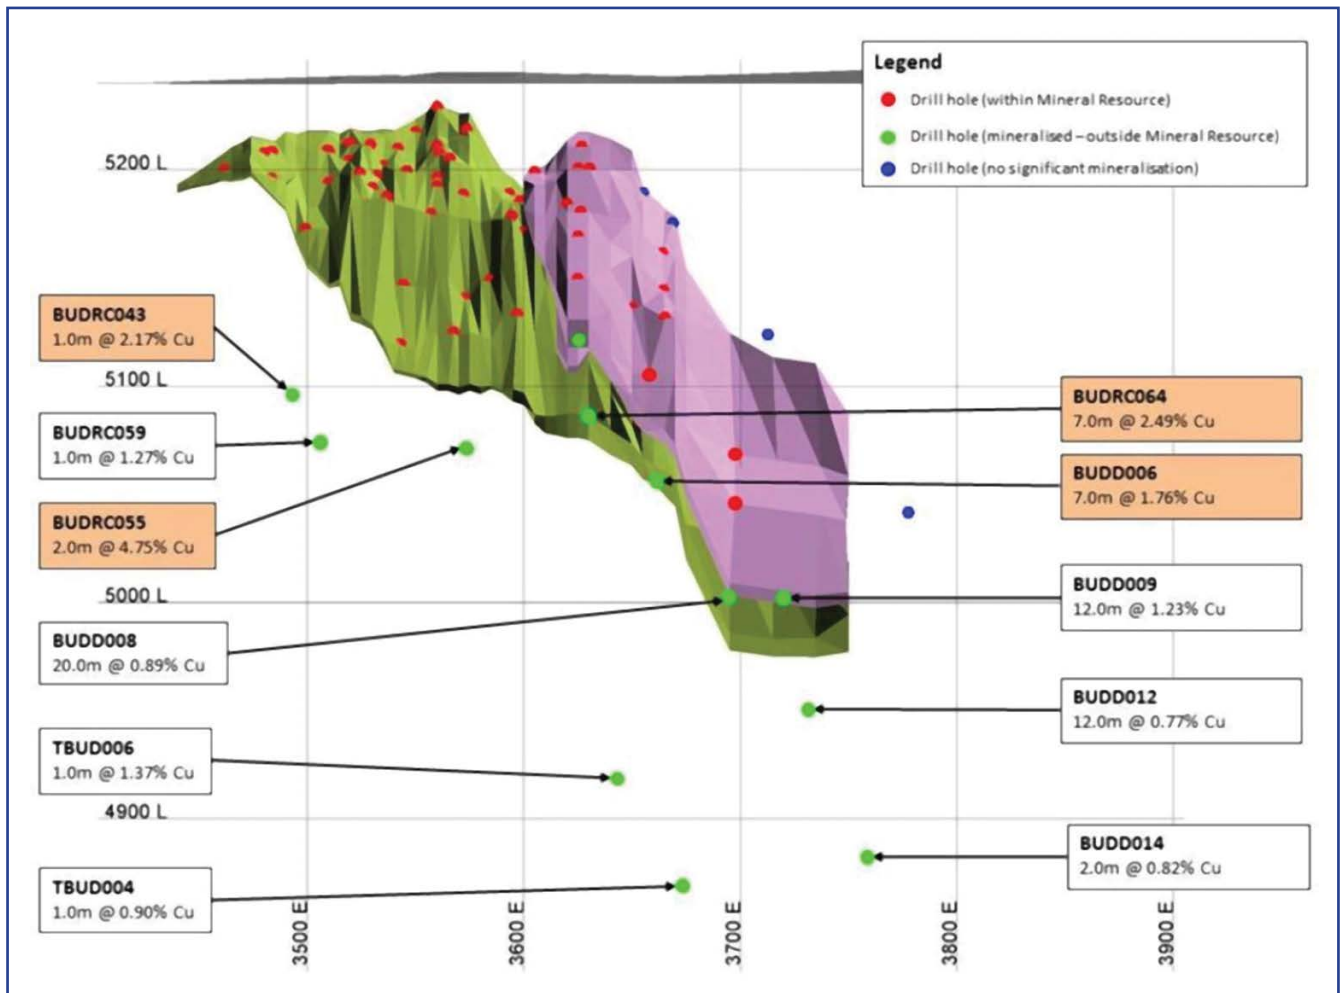 Legend
Drill hole (within Mineral Resource)
Drill hole (mineralised – outside Mineral Resource)
Drill hole (no significant mineralisation)
5200 L
BUDRC043
1.0m @ 2.17% Cu
5100 L
BUDRC064
7.0m @ 2.49% Cu
BUDRC059
1.0m @ 1.27% Cu
BUDD006
7.0m @ 1.76% Cu
BUDRC055
2.0m @ 4.75% Cu
5000 L
BUDD009
12.0m @ 1.23% Cu
BUDD008
20.0m @ 0.89% Cu
BUDD012
12.0m @ 0.77% Cu
TBUD006
1.0m @ 1.37% Cu
4900 L
BUDD014
2.0m @ 0.82% Cu
TBUD004
1.0m @ 0.90% Cu
3500 E
3600 E
3700 E
3800 E
3900 E